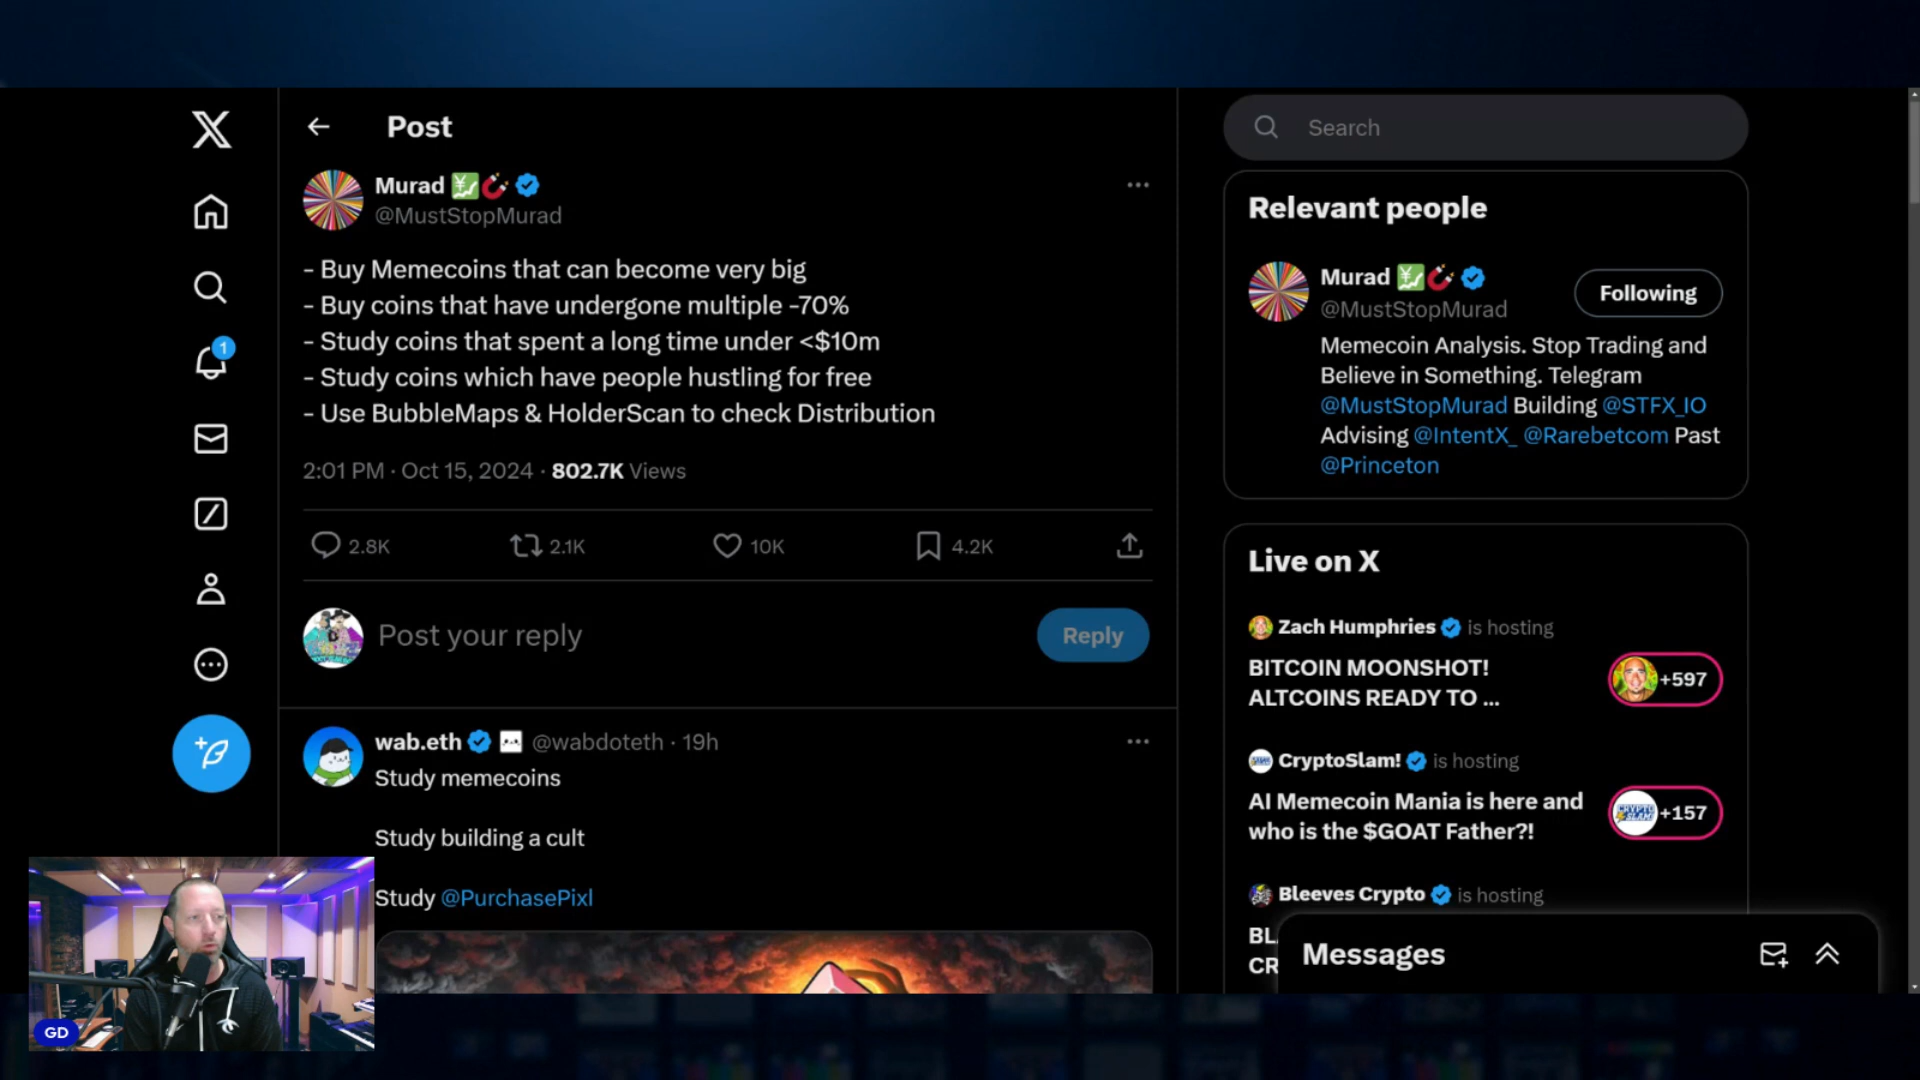 Post
Murad
@MustStopMurad
- Buy Memecoins that can become very big
- Buy coins that have undergone multiple -70%
- Study coins that spent a long time under <$10m
- Study coins which have people hustling for free
- Use BubbleMaps & HolderScan to check Distribution
2:01 PM · Oct 15, 2024 · 802.7K Views
2.8K 2.1K 10K 4.2K
Post your reply
Reply
wab.eth @wabdoteth · 19h
Study memecoins
Study building a cult
Study @PurchasePixl
1
GD
Search
Relevant people
Murad
@MustStopMurad
Following
Memecoin Analysis. Stop Trading and
Believe in Something. Telegram
@MustStopMurad Building @STFX_IO
Advising @IntentX_ @Rarebetcom Past
@Princeton
Live on X
Zach Humphries is hosting
BITCOIN MOONSHOT!
ALTCOINS READY TO ...
+597
CryptoSlam! is hosting
AI Memecoin Mania is here and
who is the $GOAT Father?!
+157
Bleeves Crypto is hosting
BL
CR
Messages